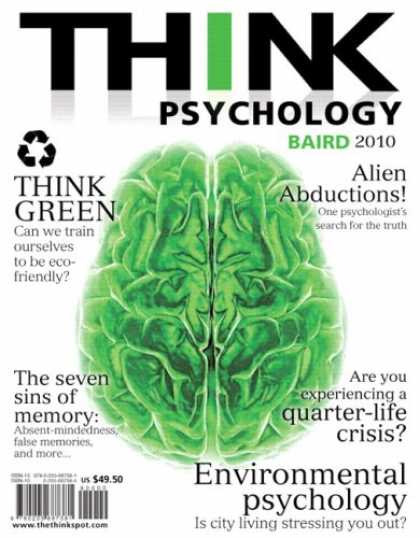 THINK
PSYCHOLOGY
BAIRD 2010
THINK
GREEN
Can we train
ourselves
to be eco-
friendly?
Alien
Abductions!
One psychologist's
search for the truth
The seven
sins of
memory:
Absent-mindedness,
false memories,
and more...
Are you
experiencing a
quarter-life
crisis?
US $49.50
www.thethinkspot.com
Environmental
psychology
Is city living stressing you out?